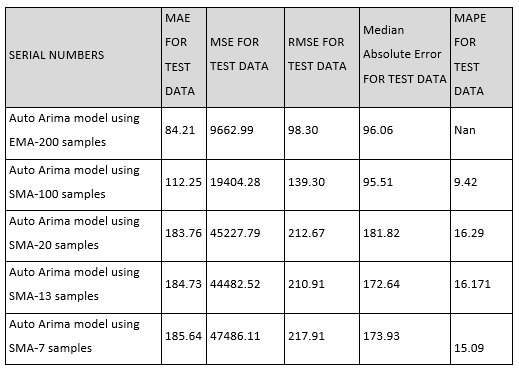 SERIAL NUMBERS
MAE
FOR
TEST
DATA
MSE FOR
TEST DATA
RMSE FOR
TEST DATA
Median
Absolute Error
FOR TEST DATA
MAPE
FOR
TEST
DATA
Auto Arima model using
EMA-200 samples
84.21
9662.99
98.30
96.06
Nan
Auto Arima model using
SMA-100 samples
112.25
19404.28
139.30
95.51
9.42
Auto Arima model using
SMA-20 samples
183.76
45227.79
212.67
181.82
16.29
Auto Arima model using
SMA-13 samples
184.73
44482.52
210.91
172.64
16.171
Auto Arima model using
SMA-7 samples
185.64
47486.11
217.91
173.93
15.09